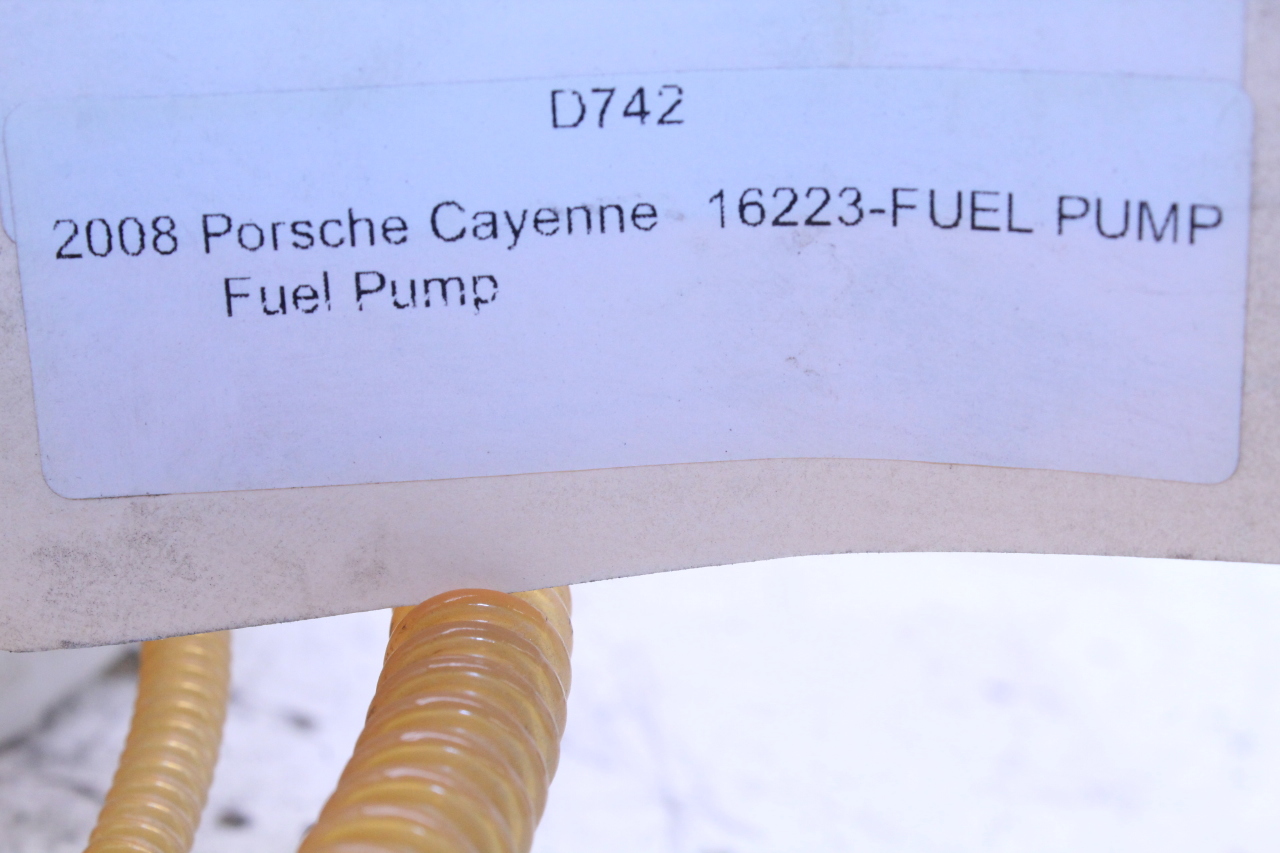 D742
2008 Porsche Cayenne 16223-FUEL PUMP
Fuel Pump